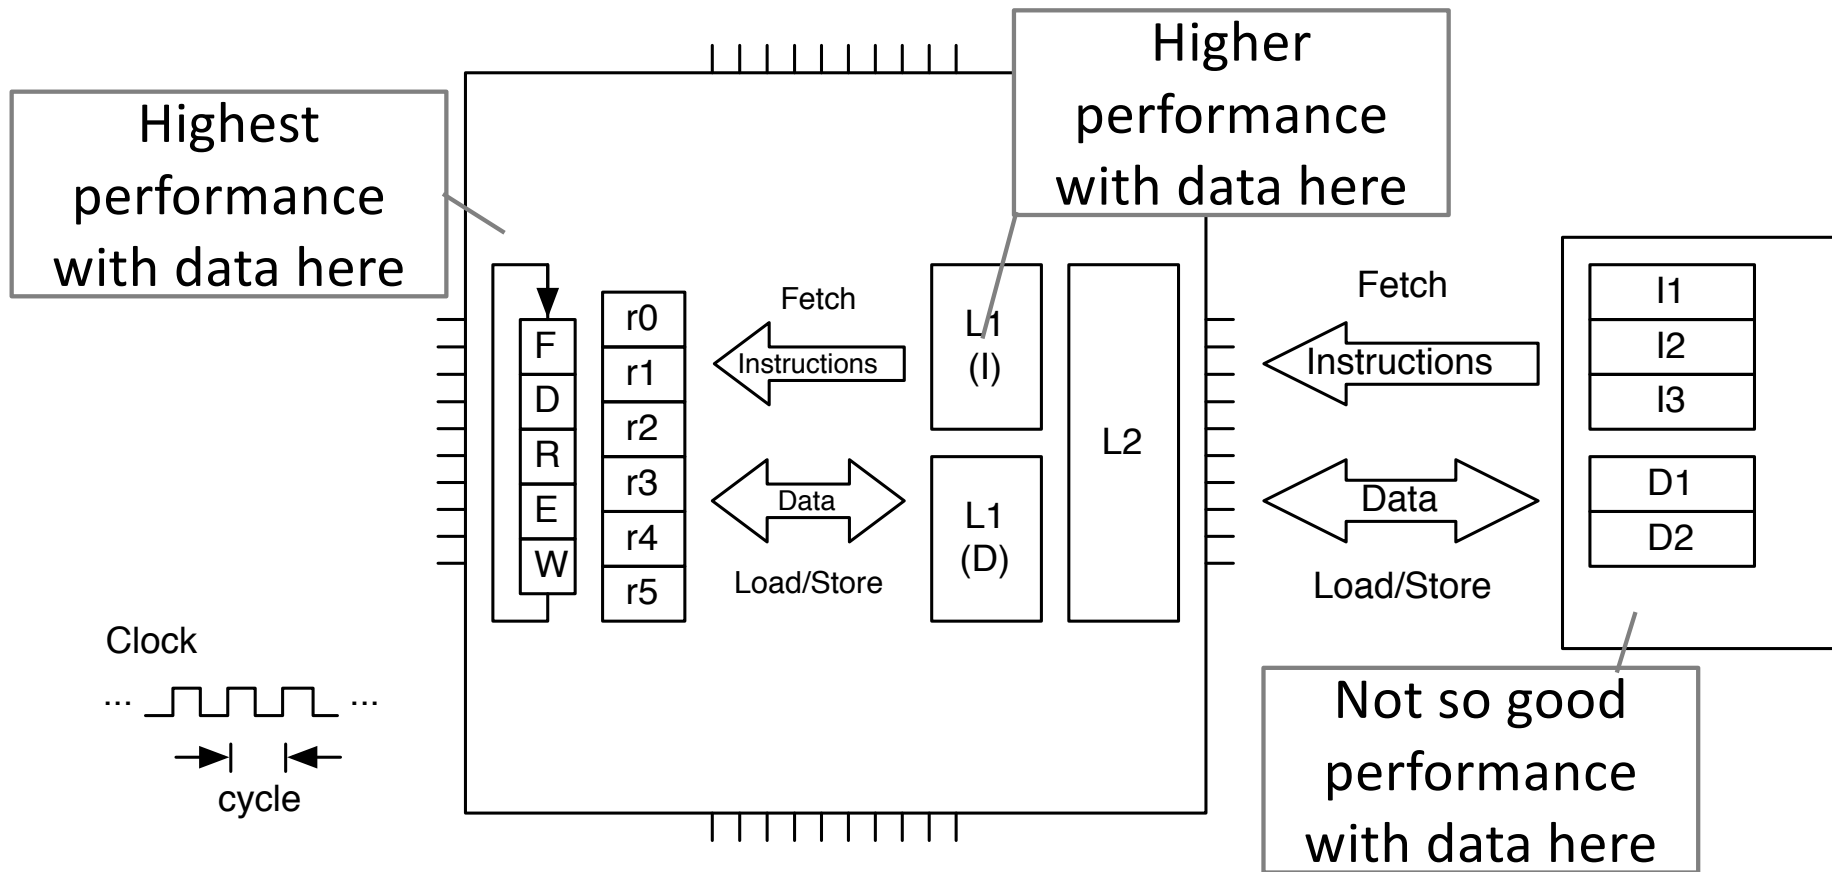 Highest
performance
with data here
Higher
performance
with data here
F
D
R
E
W
r0
r1
r2
r3
r4
r5
Fetch
Instructions
Data
Load/Store
L1
(I)
L1
(D)
L2
Fetch
Instructions
Data
Load/Store
I1
I2
I3
D1
D2
Clock
... ...
cycle
Not so good
performance
with data here